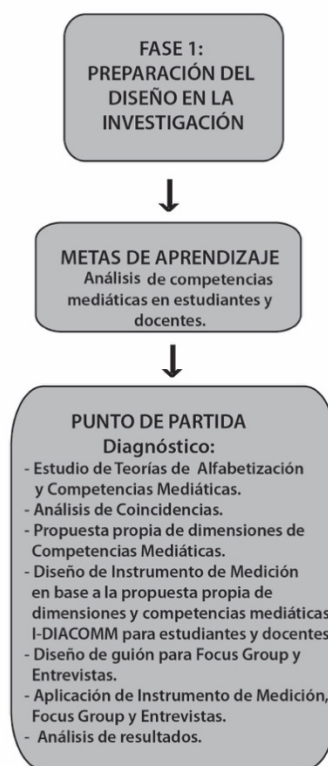 FASE 1:
PREPARACIÓN DEL
DISEÑO EN LA
INVESTIGACIÓN
METAS DE APRENDIZAJE
Análisis de competencias
mediáticas en estudiantes y
docentes.
PUNTO DE PARTIDA
Diagnóstico:
- Estudio de Teorías de Alfabetización
y Competencias Mediáticas.
- Análisis de Coincidencias.
- Propuesta propia de dimensiones de
Competencias Mediáticas.
- Diseño de Instrumento de Medición
en base a la propuesta propia de
dimensiones y competencias mediáticas
I-DIACOMM para estudiantes y docentes
- Diseño de guión para Focus Group y
Entrevistas.
- Aplicación de Instrumento de Medición,
Focus Group y Entrevistas.
- Análisis de resultados.